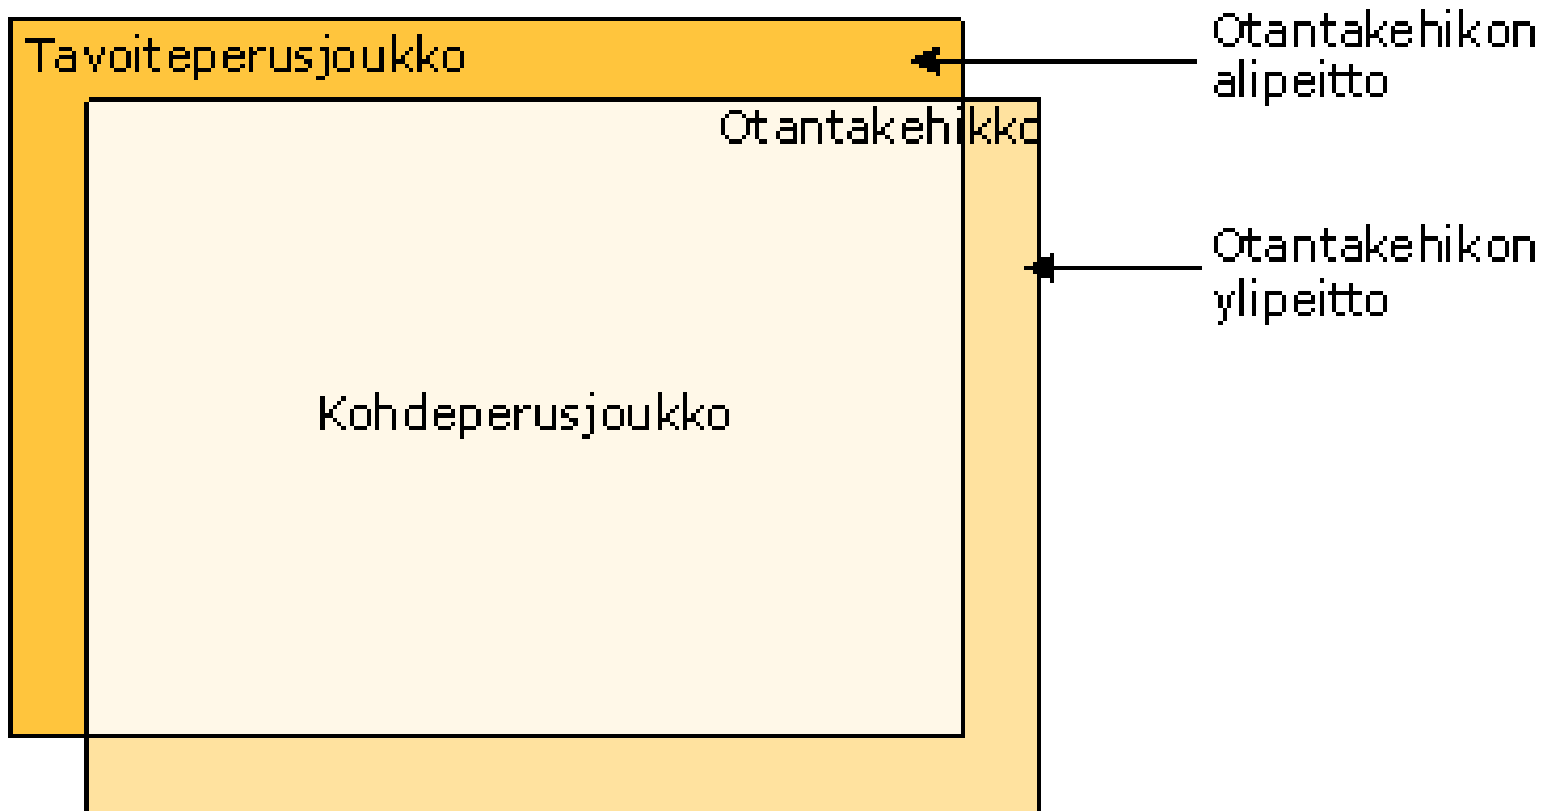 Tavoiteperusjoukko
Otantakehikon
alipeitto
Otantakehikko
Otantakehikon
ylipeitto
Kohdeperusjoukko